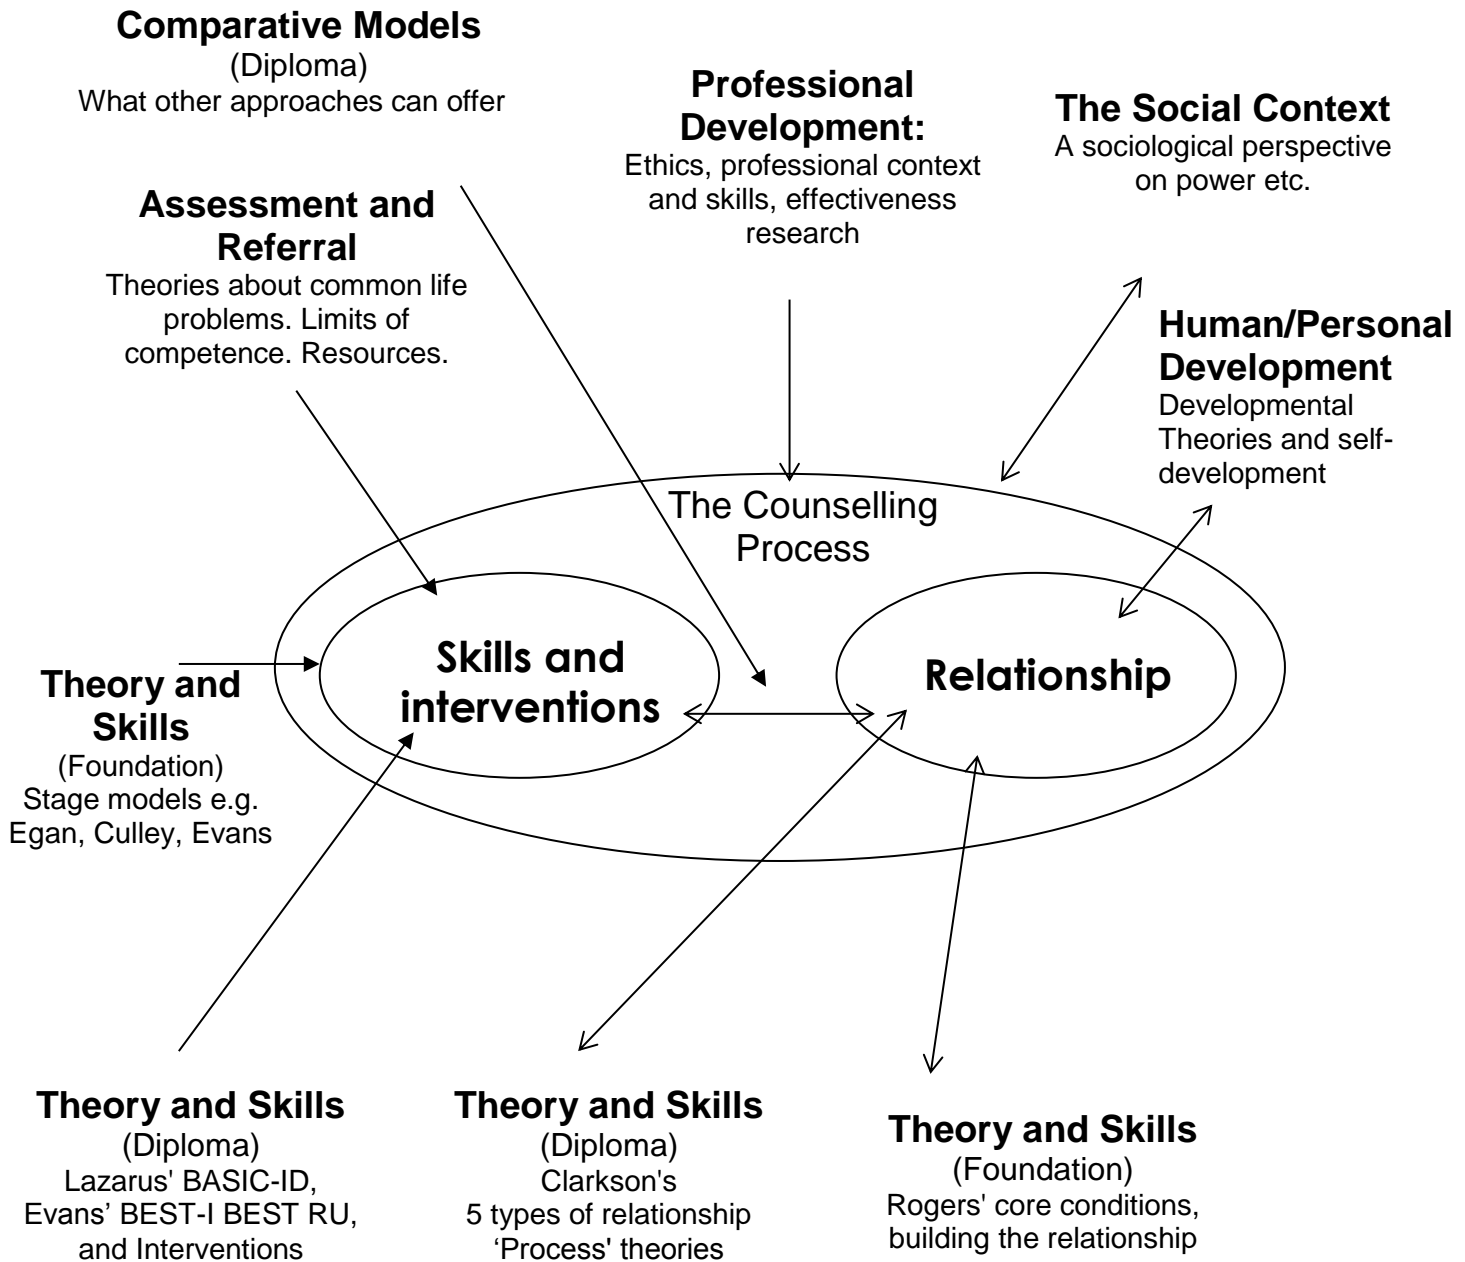 Comparative Models
(Diploma)
What other approaches can offer
Professional
Development:
Ethics, professional context
and skills, effectiveness
research
The Social Context
A sociological perspective
on power etc.
Assessment and
Referral
Theories about common life
problems. Limits of
competence. Resources.
Human/Personal
Development
Developmental
Theories and self-
development
The Counselling
Process
Skills and
interventions
Relationship
Theory and
Skills
(Foundation)
Stage models e.g.
Egan, Culley, Evans
Theory and Skills
(Diploma)
Lazarus' BASIC-ID,
Evans’ BEST-I BEST RU,
and Interventions
Theory and Skills
(Diploma)
Clarkson's
5 types of relationship
‘Process' theories
Theory and Skills
(Foundation)
Rogers' core conditions,
building the relationship